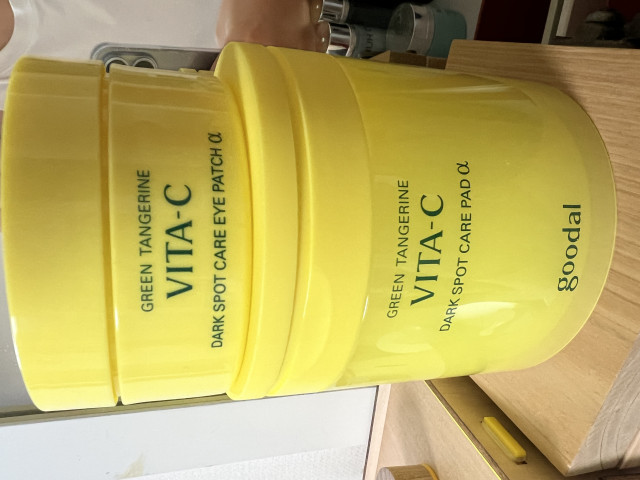 GREEN TANGERINE
VITA-C
DARK SPOT CARE EYE PATCH α
GREEN TANGERINE
VITA-C
DARK SPOT CARE PAD α
goodal